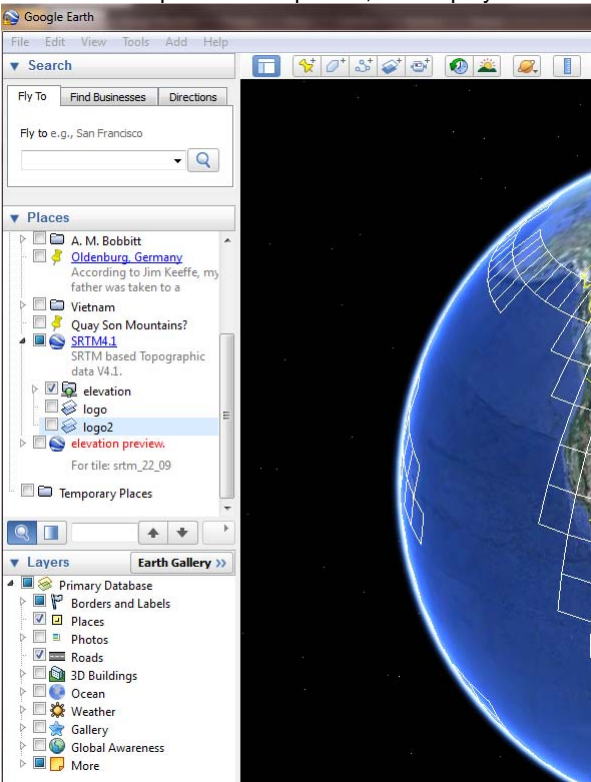 Google Earth
File Edit View Tools Add Help
Search
Fly To Find Businesses Directions
Fly to e.g., San Francisco
Places
A. M. Bobbitt
Oldenburg, Germany
According to Jim Keeffe, my
father was taken to a
Vietnam
Quay Son Mountains?
SRTM4.1
SRTM based Topographic
data V4.1.
elevation
logo
logo2
elevation preview.
For tile: srtm_22_09
Temporary Places
Layers Earth Gallery »
Primary Database
Borders and Labels
Places
Photos
Roads
3D Buildings
Ocean
Weather
Gallery
Global Awareness
More